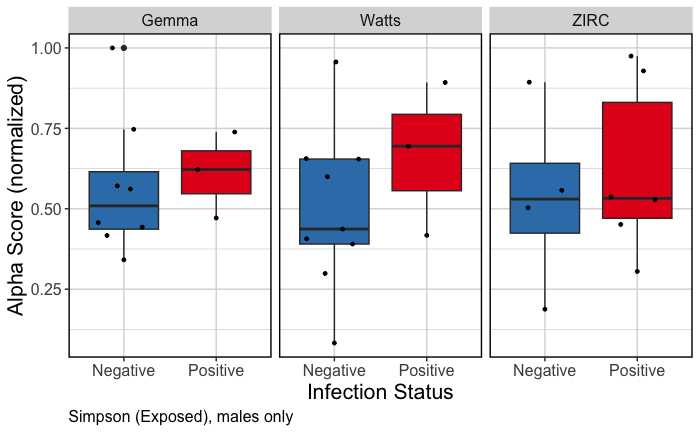 Gemma Watts ZIRC
Alpha Score (normalized)
1.00
0.75
0.50
0.25
Negative Positive Negative Positive Negative Positive
Infection Status
Simpson (Exposed), males only